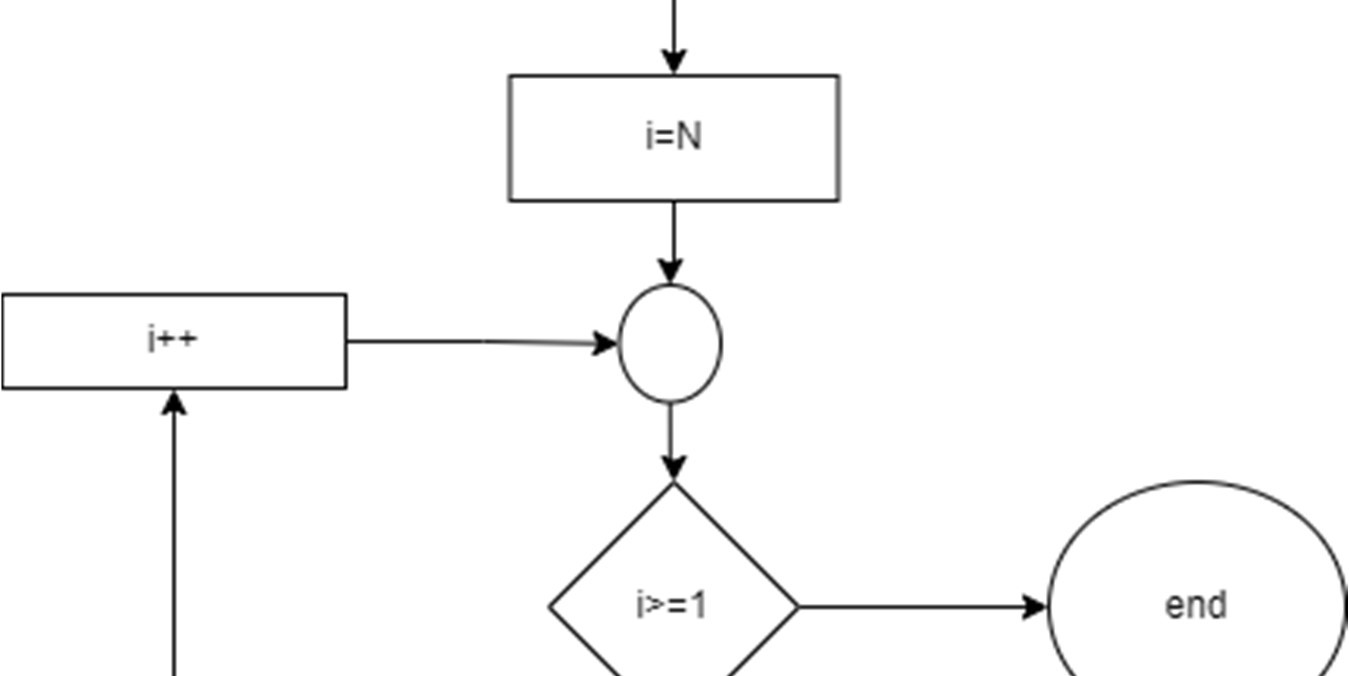 i=N
i++
i>=1
end